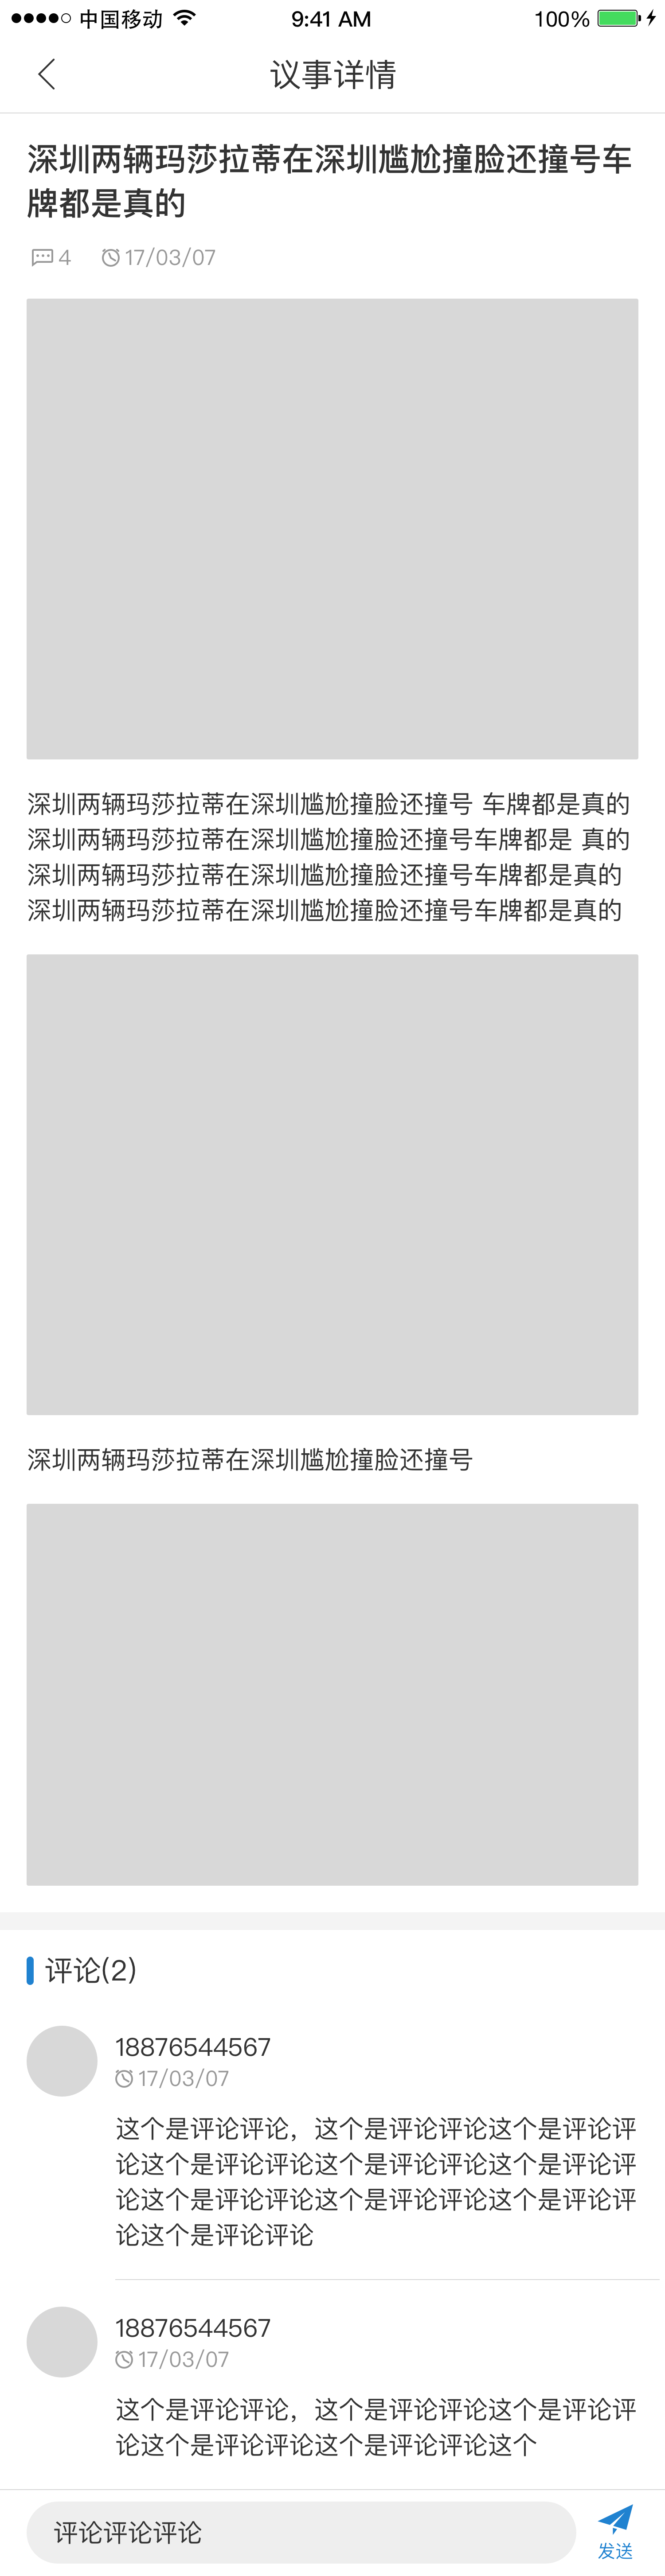 中国移动 9:41 AM 100%
议事详情
深圳两辆玛莎拉蒂在深圳尴尬撞脸还撞号车
牌都是真的
4 17/03/07
深圳两辆玛莎拉蒂在深圳尴尬撞脸还撞号 车牌都是真的
深圳两辆玛莎拉蒂在深圳尴尬撞脸还撞号车牌都是 真的
深圳两辆玛莎拉蒂在深圳尴尬撞脸还撞号车牌都是真的
深圳两辆玛莎拉蒂在深圳尴尬撞脸还撞号车牌都是真的
深圳两辆玛莎拉蒂在深圳尴尬撞脸还撞号
评论(2)
18876544567
17/03/07
这个是评论评论，这个是评论评论这个是评论评
论这个是评论评论这个是评论评论这个是评论评
论这个是评论评论这个是评论评论这个是评论评
论这个是评论评论
18876544567
17/03/07
这个是评论评论，这个是评论评论这个是评论评
论这个是评论评论这个是评论评论这个
评论评论评论
发送